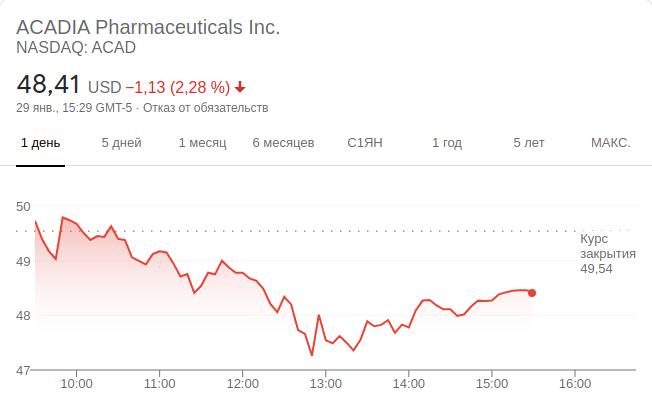 ACADIA Pharmaceuticals Inc.
NASDAQ: ACAD
48,41 USD −1,13 (2,28 %)
29 янв., 15:29 GMT-5 · Отказ от обязательств
1 день 5 дней 1 месяц 6 месяцев С1ЯН 1 год 5 лет МАКС.
50
Курс
закрытия
49,54
49
48
47
10:00 11:00 12:00 13:00 14:00 15:00 16:00